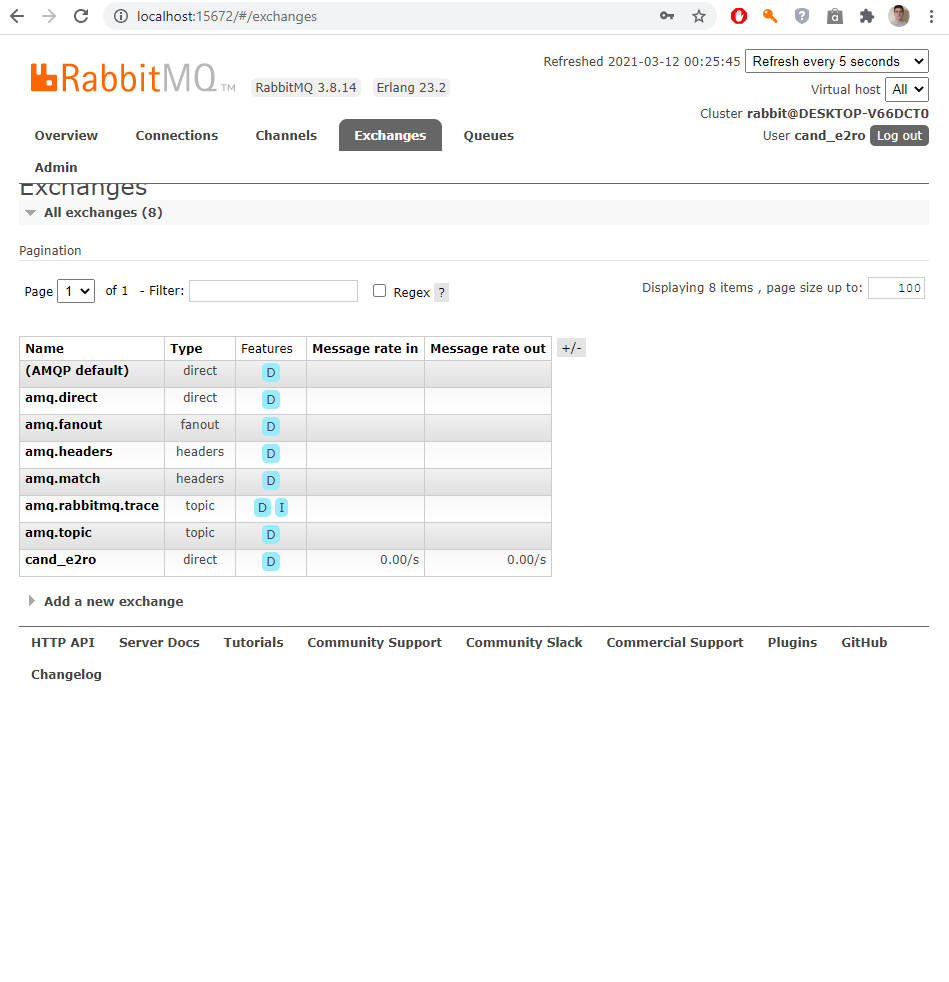 localhost:15672/#/exchanges
RabbitMQ TM RabbitMQ 3.8.14 Erlang 23.2
Refreshed 2021-03-12 00:25:45 Refresh every 5 seconds
Virtual host All
Cluster rabbit@DESKTOP-V66DCT0
User cand_e2ro Log out
Overview Connections Channels Exchanges Queues
Admin
Exchanges
All exchanges (8)
Pagination
Page 1 of 1 - Filter: Regex ? Displaying 8 items , page size up to: 100
Name Type Features Message rate in Message rate out +/-
(AMQP default) direct D
amq.direct direct D
amq.fanout fanout D
amq.headers headers D
amq.match headers D
amq.rabbitmq.trace topic D I
amq.topic topic D
cand_e2ro direct D 0.00/s 0.00/s
Add a new exchange
HTTP API Server Docs Tutorials Community Support Community Slack Commercial Support Plugins GitHub
Changelog